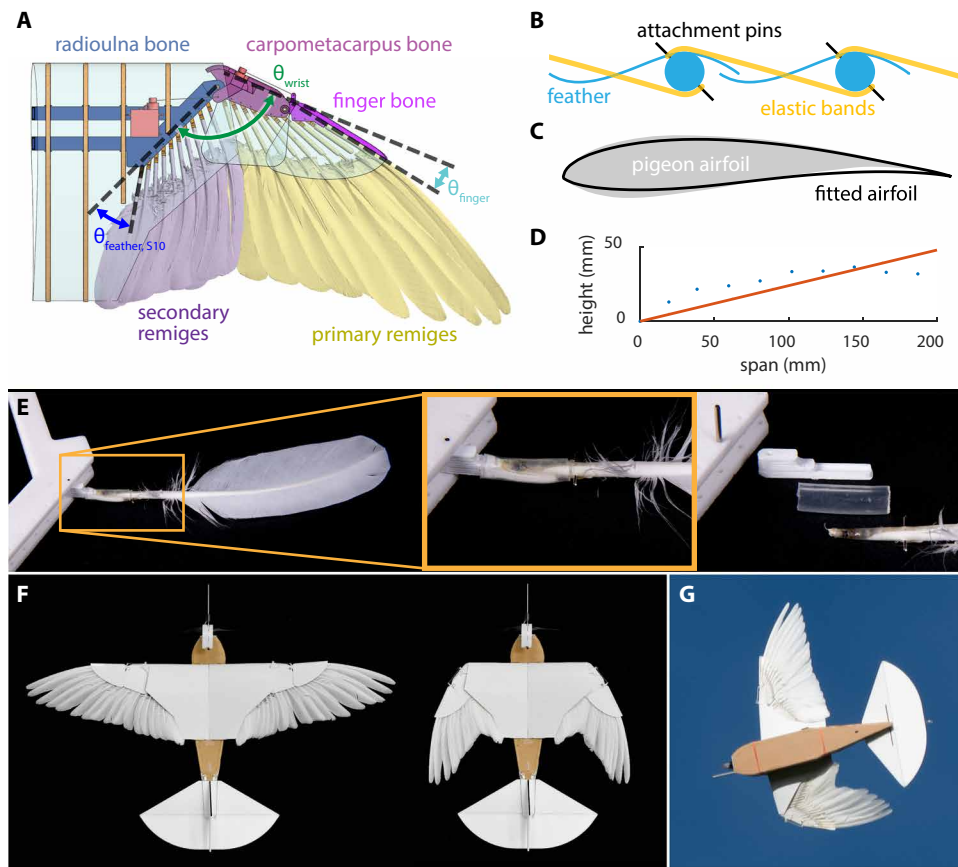 A
radioulna bone
carpometacarpus bone
θwrist
finger bone
θfinger
θfeather, S10
secondary
remiges
primary remiges
B
attachment pins
feather
elastic bands
C
pigeon airfoil
fitted airfoil
D
50
height (mm)
0
0 50 100 150 200
span (mm)
E
F
G